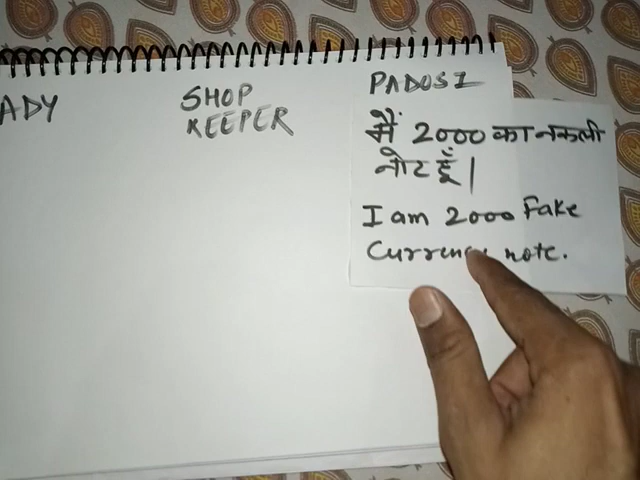 ADY
SHOP
KEEPER
PADOSI
मैं 2000 का नकली
नोट हूँ |
I am 2000 Fake
Currency note.